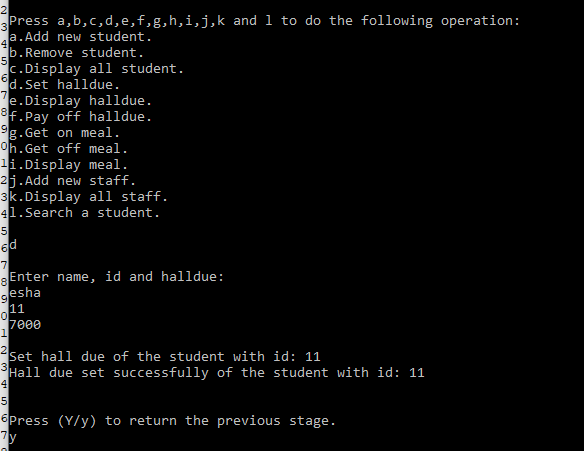 Press a,b,c,d,e,f,g,h,i,j,k and l to do the following operation:
a.Add new student.
b.Remove student.
c.Display all student.
d.Set halldue.
e.Display halldue.
f.Pay off halldue.
g.Get on meal.
h.Get off meal.
i.Display meal.
j.Add new staff.
k.Display all staff.
l.Search a student.
d
Enter name, id and halldue:
esha
11
7000
Set hall due of the student with id: 11
Hall due set successfully of the student with id: 11
Press (Y/y) to return the previous stage.
y